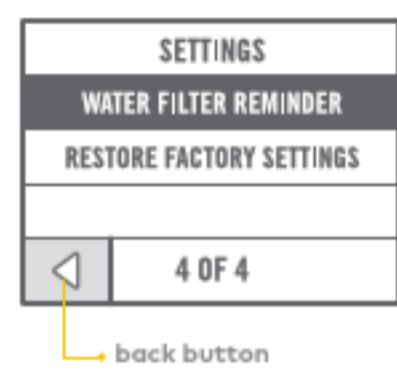 SETTINGS
WATER FILTER REMINDER
RESTORE FACTORY SETTINGS
4 OF 4
back button